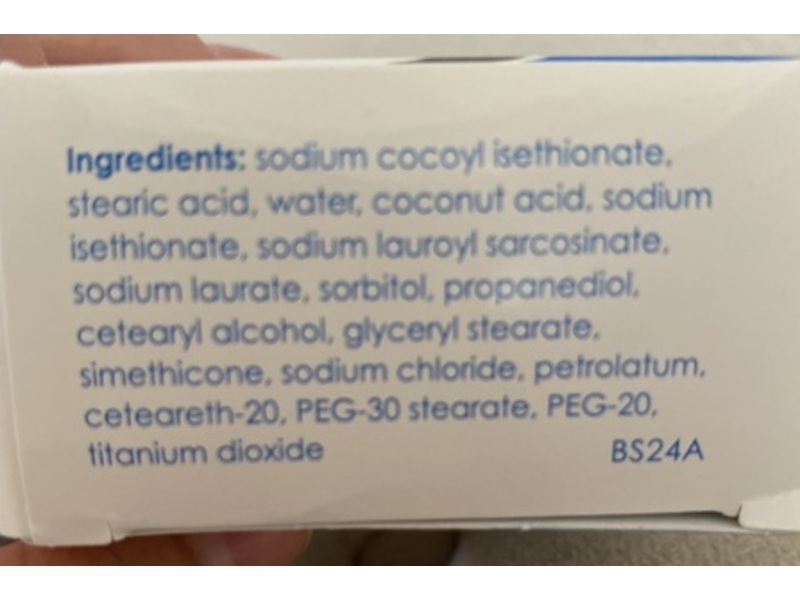 Ingredients: sodium cocoyl isethionate,
stearic acid, water, coconut acid, sodium
isethionate, sodium lauroyl sarcosinate,
sodium laurate, sorbitol, propanediol,
cetearyl alcohol, glyceryl stearate,
simethicone, sodium chloride, petrolatum,
ceteareth-20, PEG-30 stearate, PEG-20,
titanium dioxide BS24A